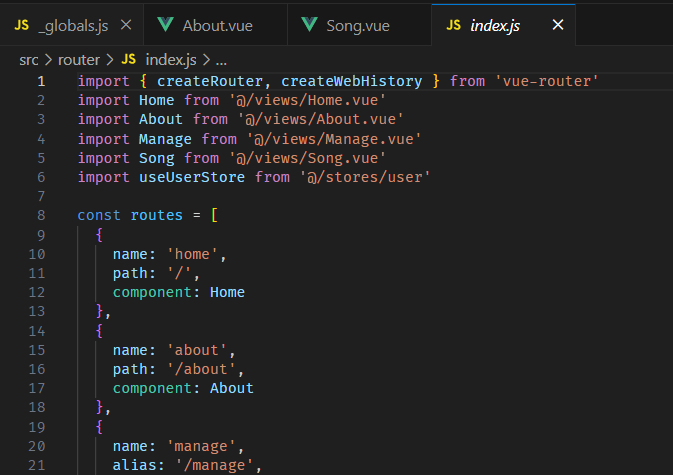 JS _globals.js × About.vue Song.vue JS index.js ×
src > router > JS index.js > ...
1 import { createRouter, createWebHistory } from 'vue-router'
2 import Home from '@/views/Home.vue'
3 import About from '@/views/About.vue'
4 import Manage from '@/views/Manage.vue'
5 import Song from '@/views/Song.vue'
6 import useUserStore from '@/stores/user'
7
8 const routes = [
9   {
10     name: 'home',
11     path: '/',
12     component: Home
13   },
14   {
15     name: 'about',
16     path: '/about',
17     component: About
18   },
19   {
20     name: 'manage',
21     alias: '/manage',